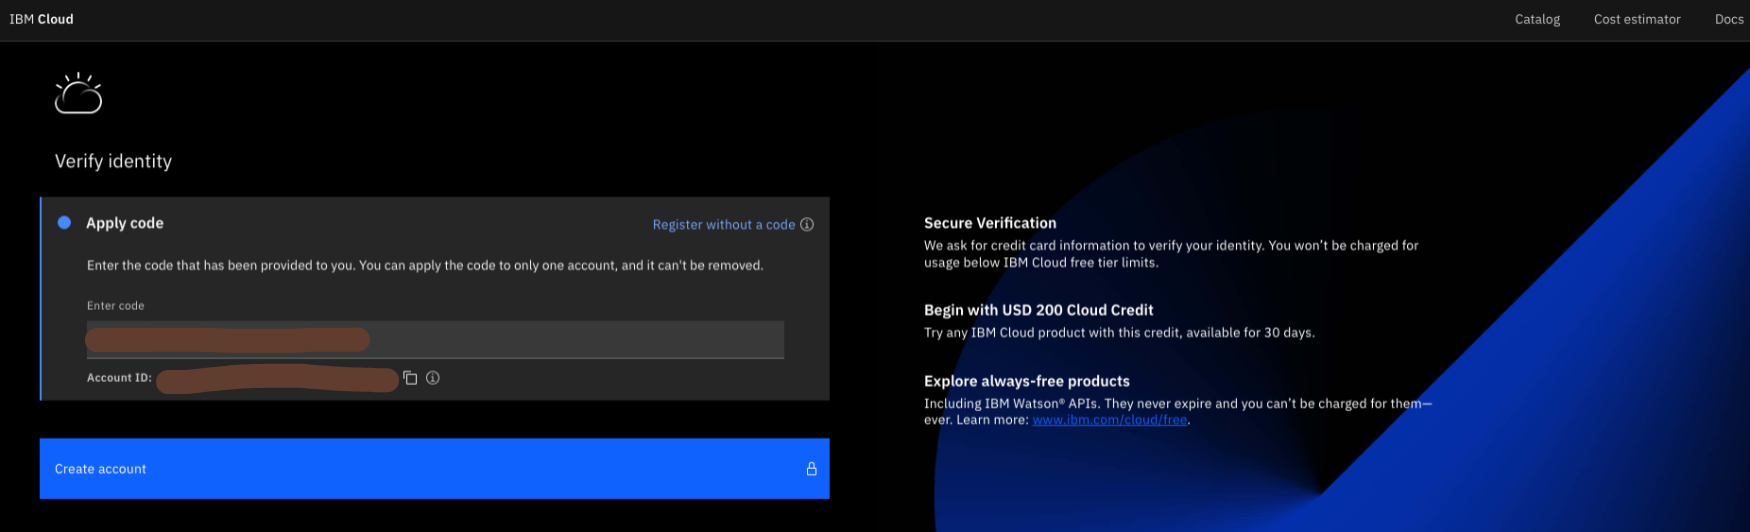 IBM Cloud
Catalog
Cost estimator
Docs
Verify identity
Apply code
Register without a code
Enter the code that has been provided to you. You can apply the code to only one account, and it can't be removed.
Enter code
Account ID:
Create account
Secure Verification
We ask for credit card information to verify your identity. You won't be charged for
usage below IBM Cloud free tier limits.
Begin with USD 200 Cloud Credit
Try any IBM Cloud product with this credit, available for 30 days.
Explore always-free products
Including IBM Watson® APIs. They never expire and you can't be charged for them—
ever. Learn more: www.ibm.com/cloud/free.